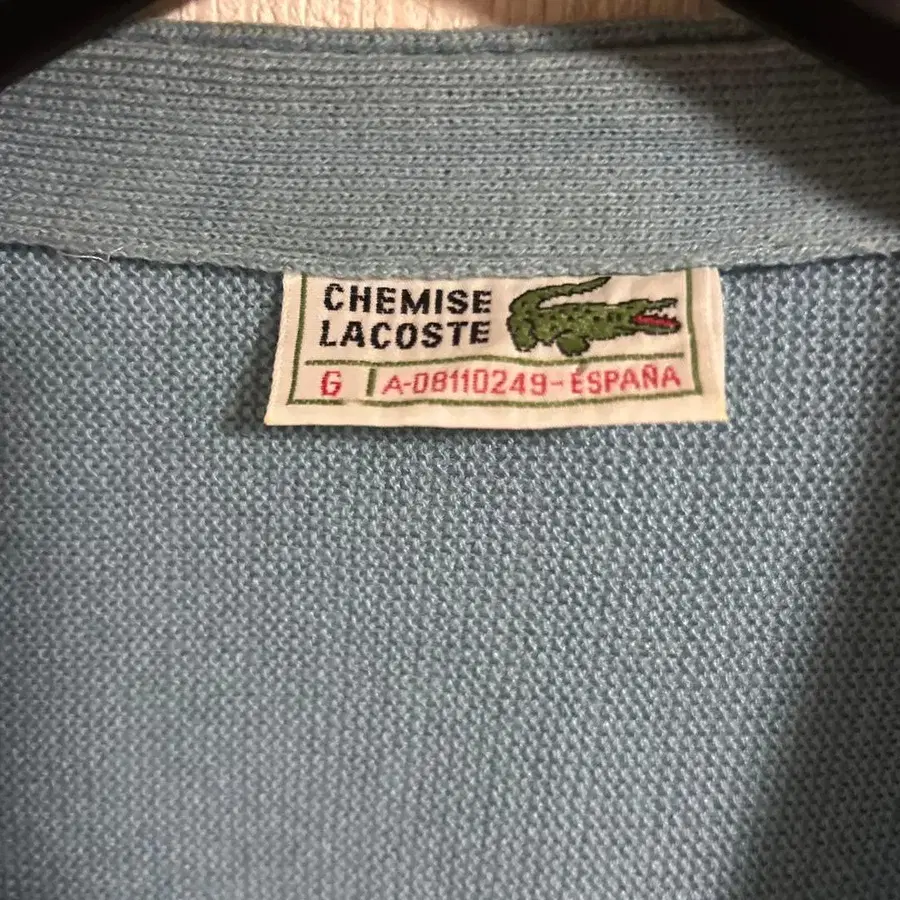 CHEMISE
LACOSTE
G A-08110249-ESPAÑA